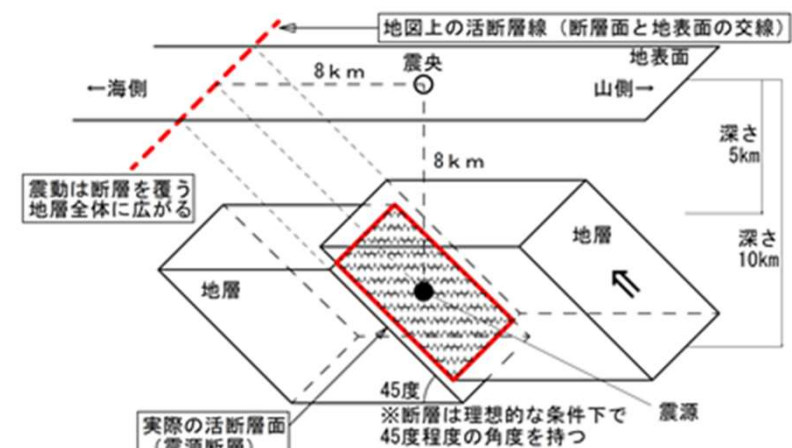 地図上の活断層線（断層面と地表面の交線）
地表面
震央
8km
←海側
山側→
深さ
5km
8km
震動は断層を覆う
地層全体に広がる
地層
深さ
10km
地層
45度
※断層は理想的な条件下で
45度程度の角度を持つ
震源
実際の活断層面
（震源断層）